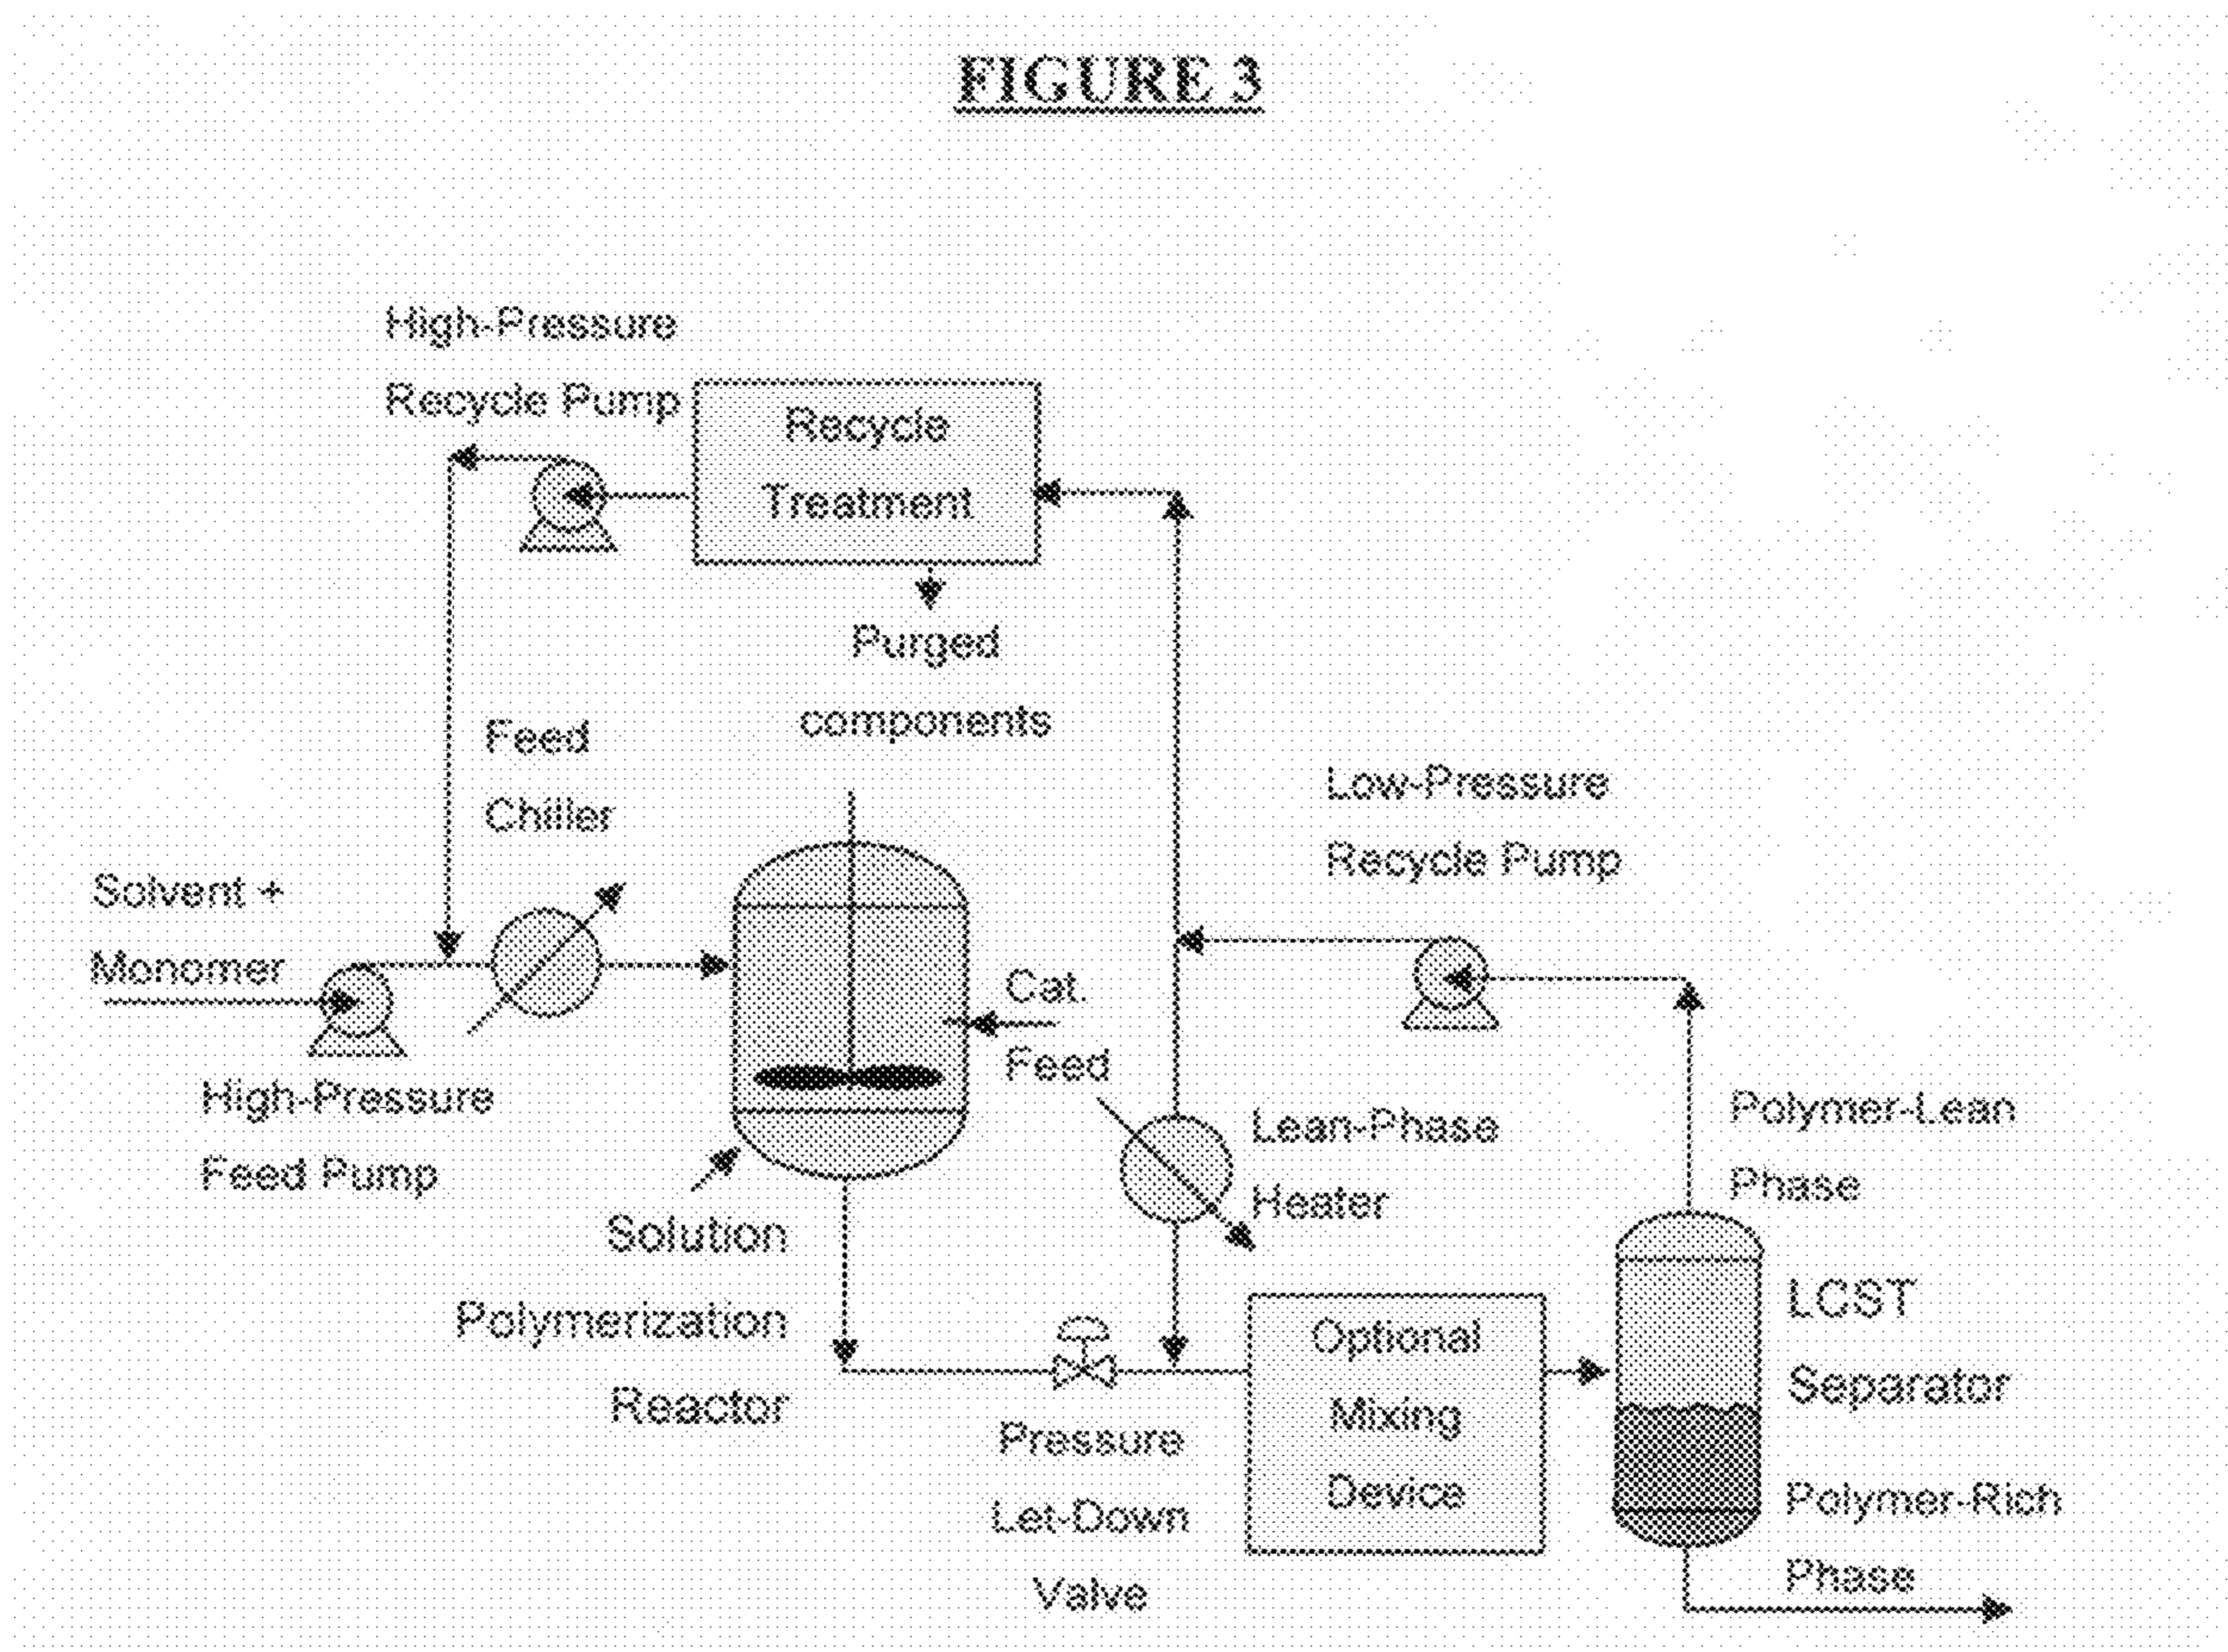 FIGURE 3
High-Pressure
Recycle Pump
Recycle
Treatment
Purged
components
Feed
Chiller
Low-Pressure
Recycle Pump
Solvent +
Monomer
Cat.
Feed
High-Pressure
Feed Pump
Lean-Phase
Heater
Polymer-Lean
Phase
Solution
Polymerization
Reactor
LCST
Separator
Optional
Mixing
Device
Pressure
Let-Down
Valve
Polymer-Rich
Phase